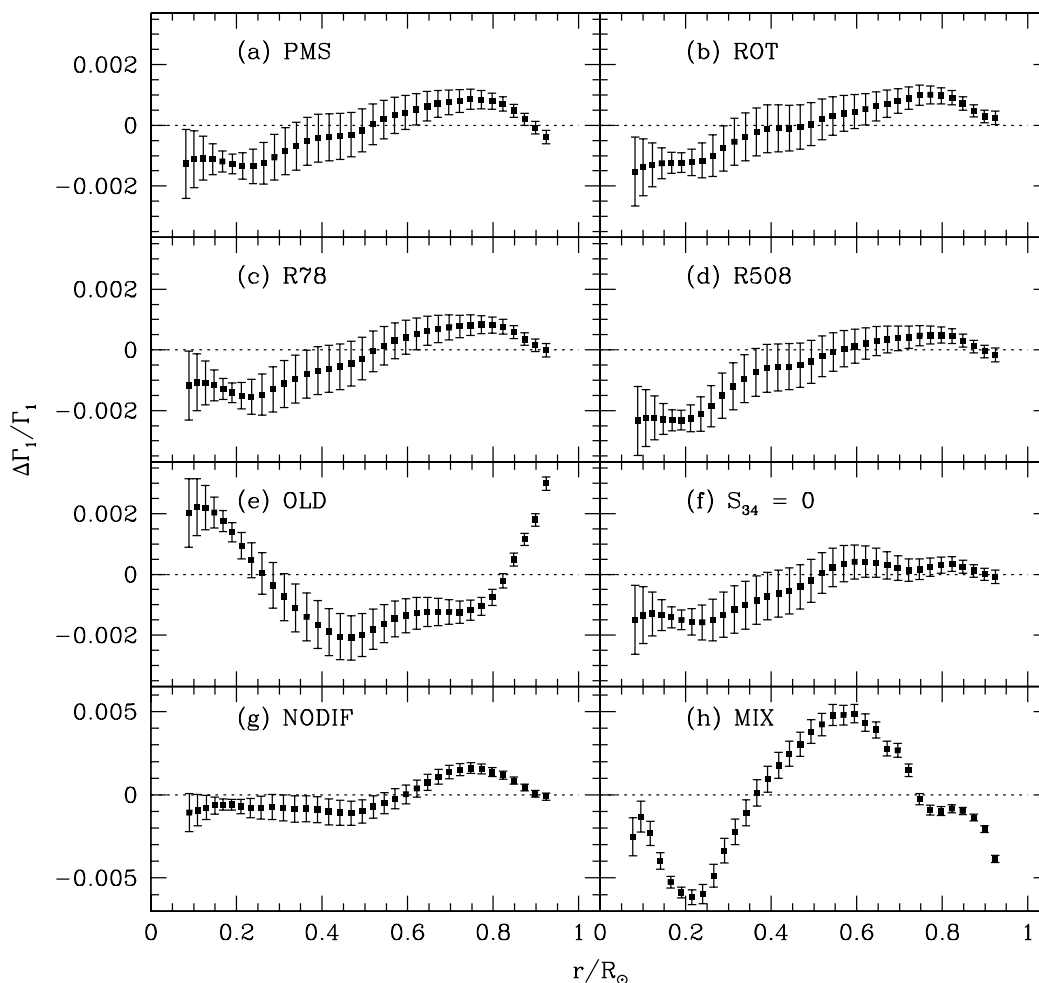 (a) PMS
(b) ROT
0.002
0
−0.002
(c) R78
(d) R508
0.002
0
−0.002
ΔΓ₁/Γ₁
(e) OLD
(f) S₃₄ = 0
0.002
0
−0.002
(g) NODIF
(h) MIX
0.005
0
−0.005
0 0.2 0.4 0.6 0.8 1 0 0.2 0.4 0.6 0.8 1
r/R☉